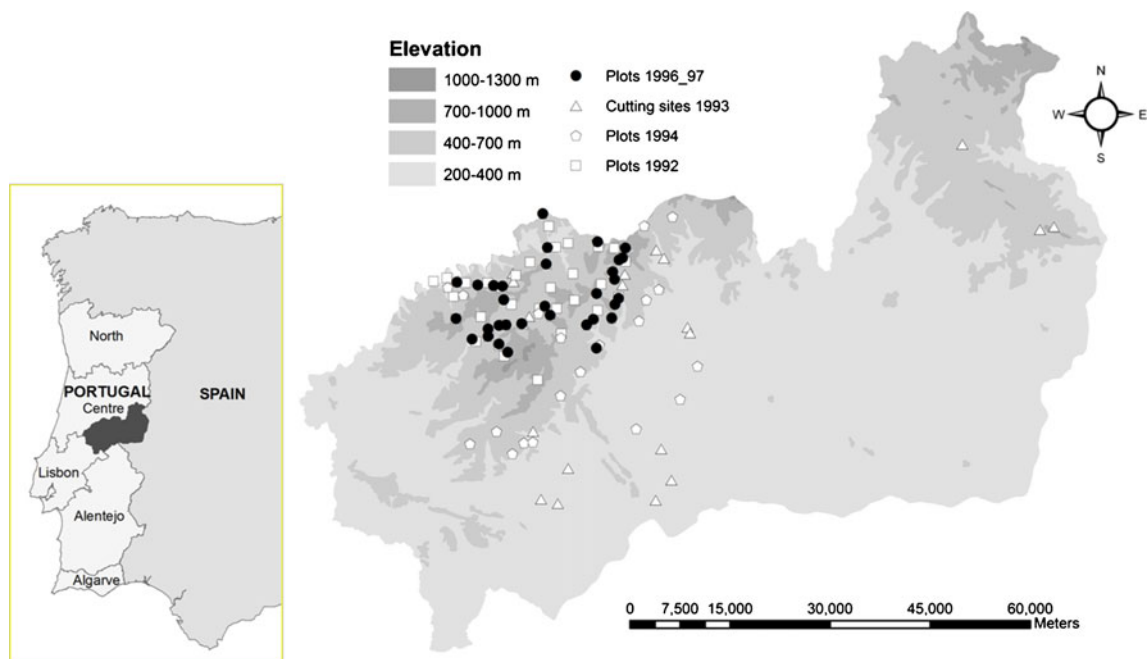 Elevation
1000-1300 m
700-1000 m
400-700 m
200-400 m
Plots 1996_97
Cutting sites 1993
Plots 1994
Plots 1992
N
W
E
S
North
PORTUGAL
Centre
SPAIN
Lisbon
Alentejo
Algarve
0 7,500 15,000 30,000 45,000 60,000
Meters